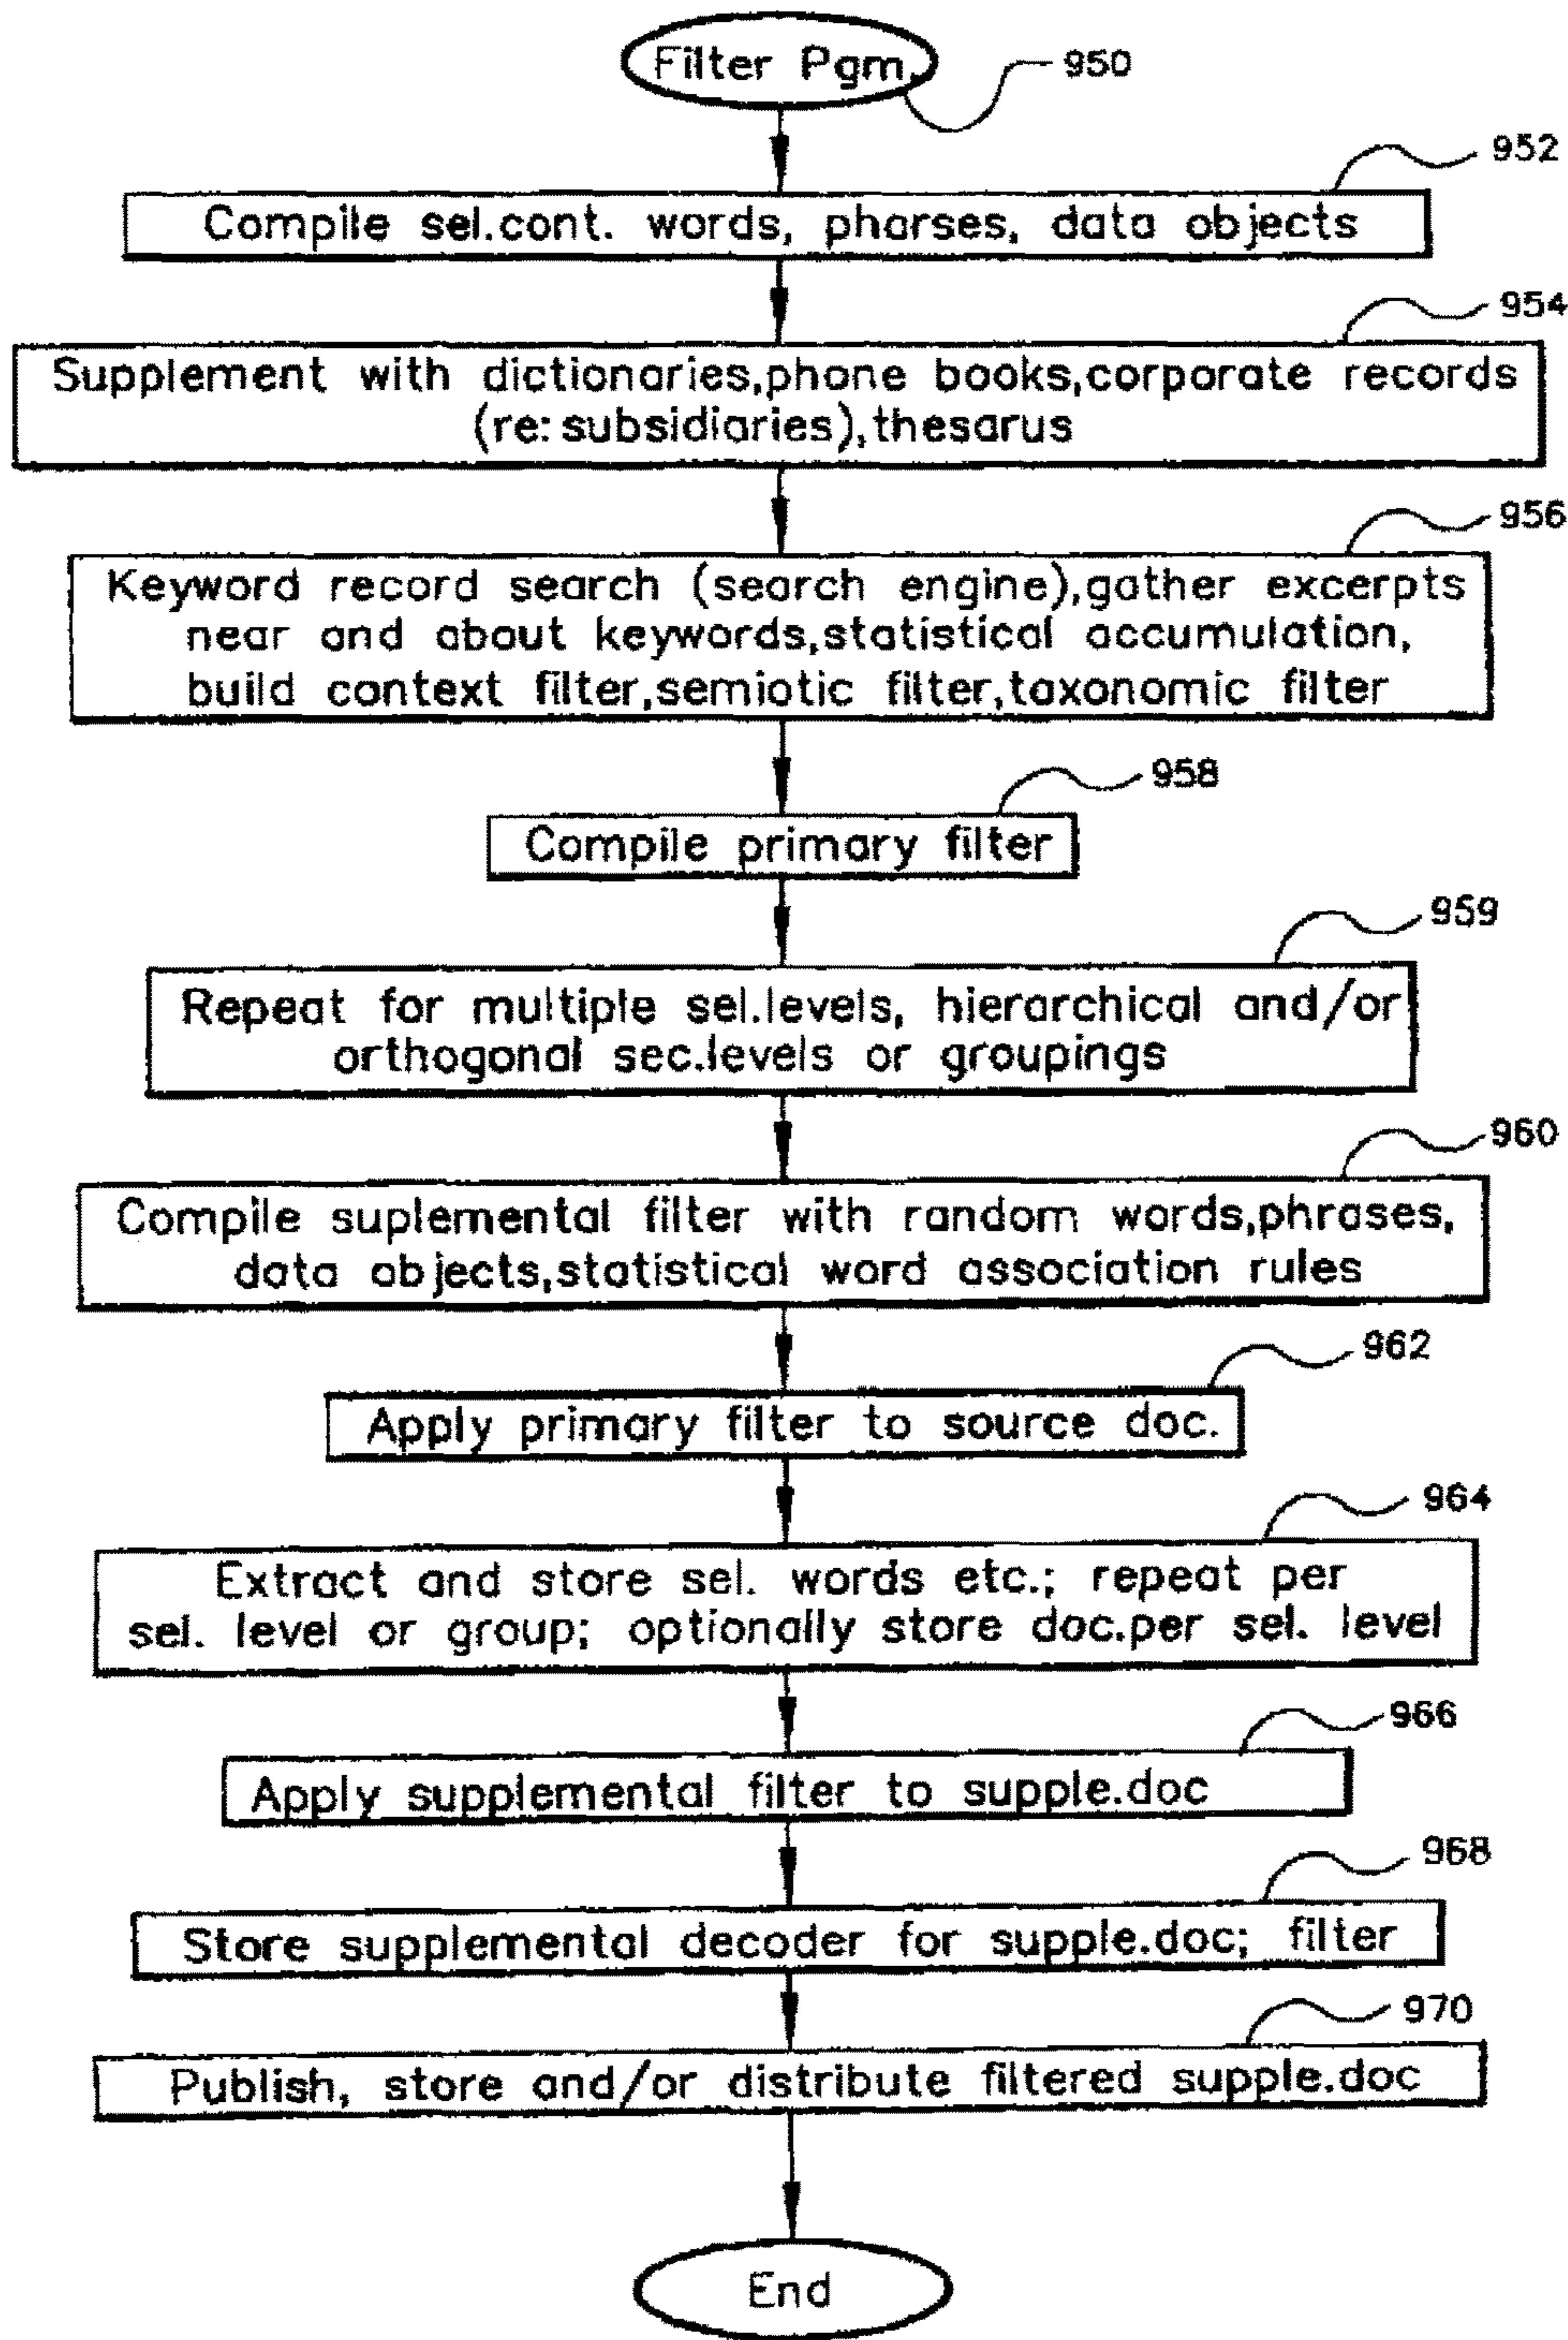 Filter Pgm.
950
952
Compile sel.cont. words, pharses, data objects
954
Supplement with dictionaries,phone books,corporate records
(re: subsidiaries),thesarus
956
Keyword record search (search engine),gather excerpts
near and about keywords,statistical accumulation,
build context filter,semiotic filter,taxonomic filter
958
Compile primary filter
959
Repeat for multiple sel.levels, hierarchical and/or
orthogonal sec.levels or groupings
960
Compile suplemental filter with random words,phrases,
data objects,statistical word association rules
962
Apply primary filter to source doc.
964
Extract and store sel. words etc.; repeat per
sel. level or group; optionally store doc.per sel. level
966
Apply supplemental filter to supple.doc
968
Store supplemental decoder for supple.doc; filter
970
Publish, store and/or distribute filtered supple.doc
End